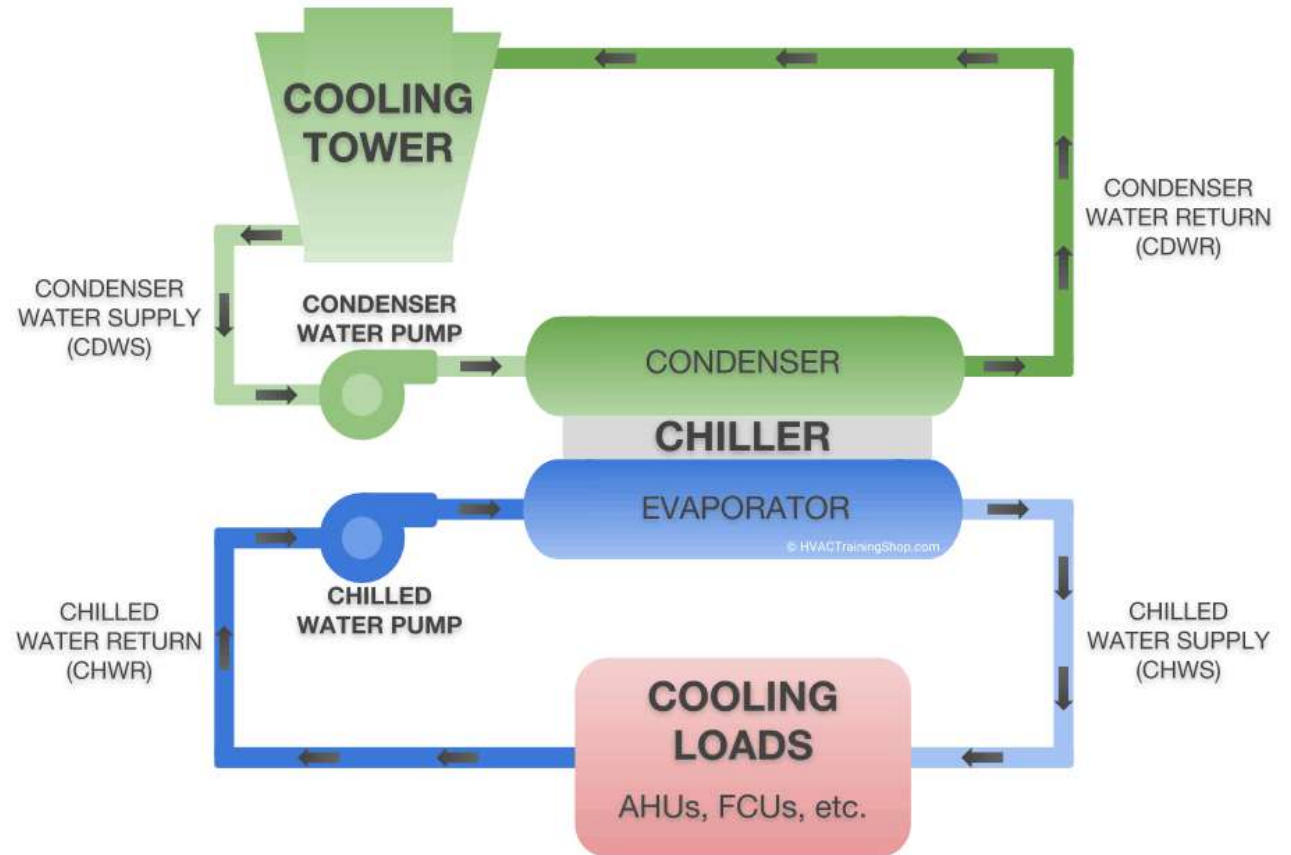 COOLING
TOWER
CONDENSER
WATER RETURN
(CDWR)
CONDENSER
WATER SUPPLY
(CDWS)
CONDENSER
WATER PUMP
CONDENSER
CHILLER
EVAPORATOR
© HVACTrainingShop.com
CHILLED
WATER PUMP
CHILLED
WATER RETURN
(CHWR)
CHILLED
WATER SUPPLY
(CHWS)
COOLING
LOADS
AHUs, FCUs, etc.